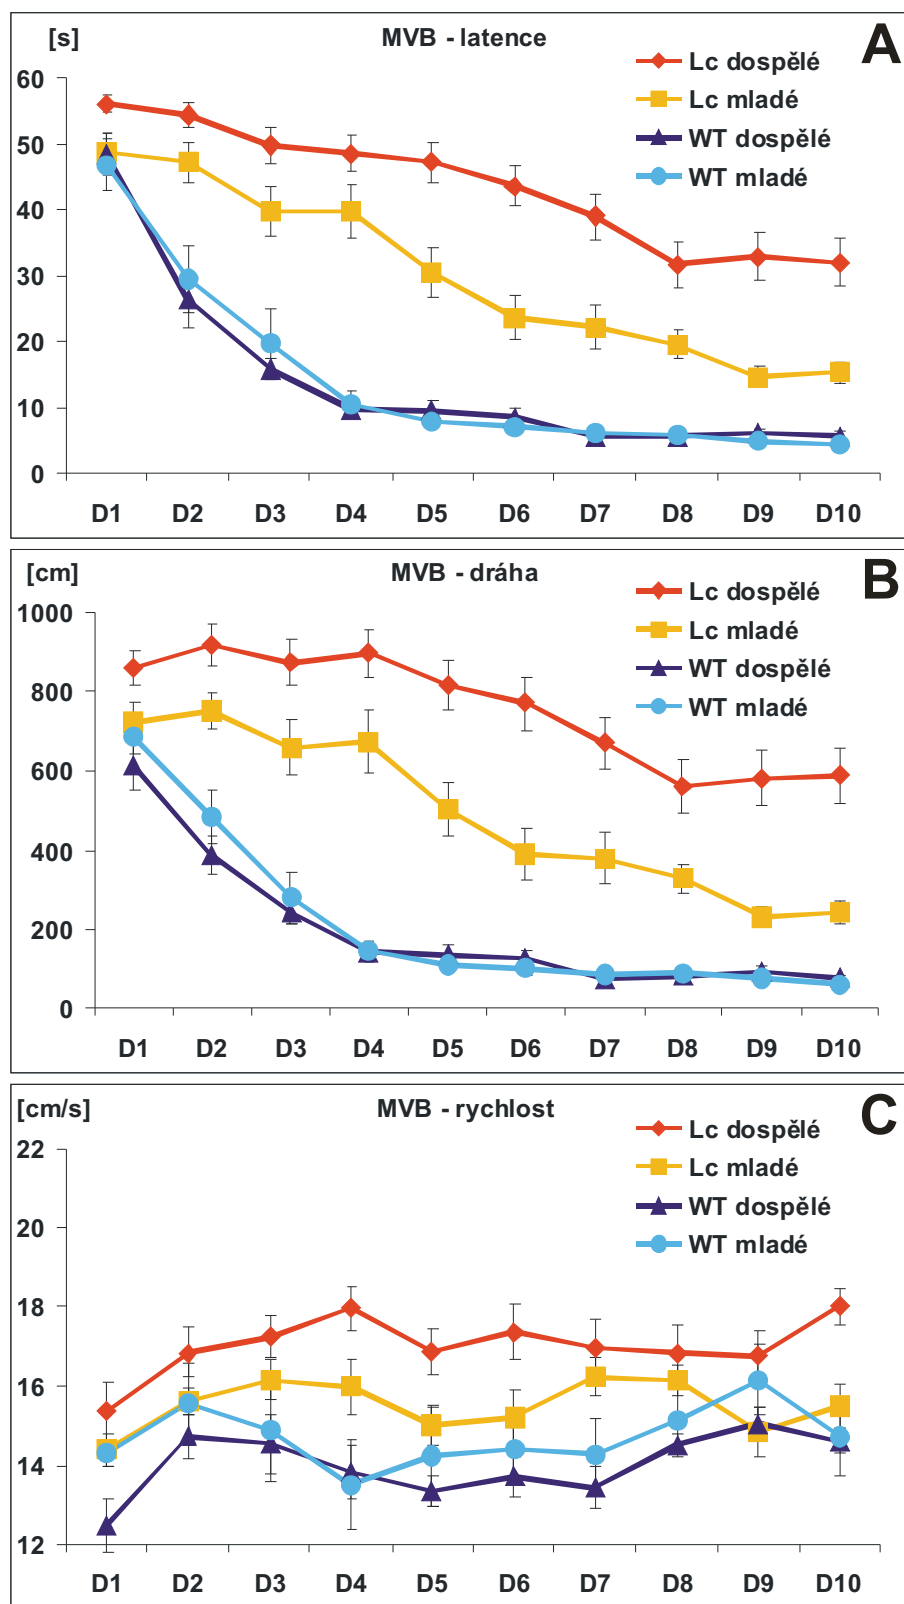 [s] MVB - latence A
Lc dospělé
Lc mladé
WT dospělé
WT mladé
60
50
40
30
20
10
0
D1 D2 D3 D4 D5 D6 D7 D8 D9 D10
[cm] MVB - dráha B
Lc dospělé
Lc mladé
WT dospělé
WT mladé
1000
800
600
400
200
0
D1 D2 D3 D4 D5 D6 D7 D8 D9 D10
[cm/s] MVB - rychlost C
Lc dospělé
Lc mladé
WT dospělé
WT mladé
22
20
18
16
14
12
D1 D2 D3 D4 D5 D6 D7 D8 D9 D10